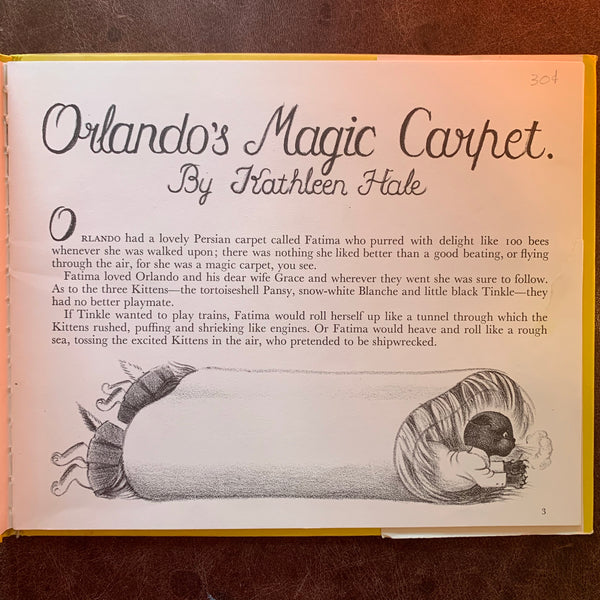 30¢
Orlando's Magic Carpet.
By Kathleen Hale
ORLANDO had a lovely Persian carpet called Fatima who purred with delight like 100 bees
whenever she was walked upon; there was nothing she liked better than a good beating, or flying
through the air, for she was a magic carpet, you see.
Fatima loved Orlando and his dear wife Grace and wherever they went she was sure to follow.
As to the three Kittens—the tortoiseshell Pansy, snow-white Blanche and little black Tinkle—they
had no better playmate.
If Tinkle wanted to play trains, Fatima would roll herself up like a tunnel through which the
Kittens rushed, puffing and shrieking like engines. Or Fatima would heave and roll like a rough
sea, tossing the excited Kittens in the air, who pretended to be shipwrecked.
3